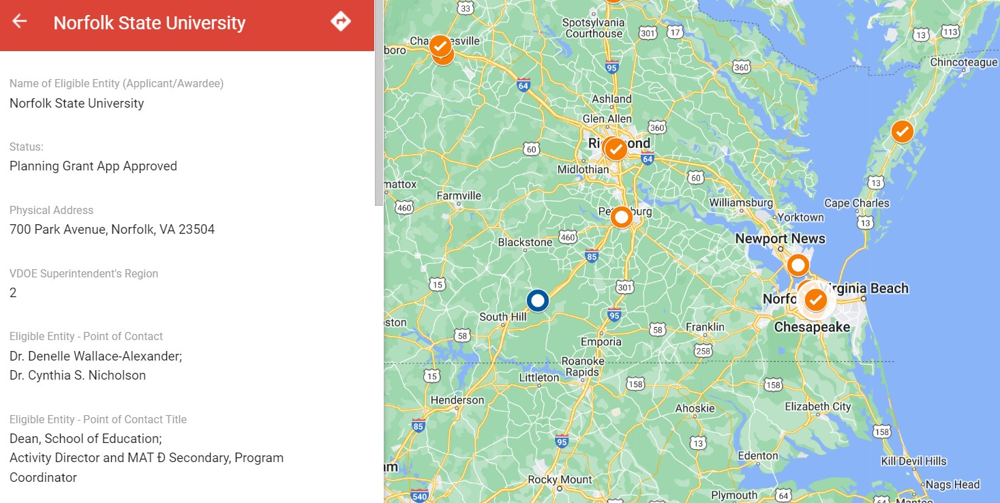 Norfolk State University
Name of Eligible Entity (Applicant/Awardee)
Norfolk State University
Status:
Planning Grant App Approved
Physical Address
700 Park Avenue, Norfolk, VA 23504
VDOE Superintendent's Region
2
Eligible Entity - Point of Contact
Dr. Denelle Wallace-Alexander;
Dr. Cynthia S. Nicholson
Eligible Entity - Point of Contact Title
Dean, School of Education;
Activity Director and MAT Ð Secondary, Program
Coordinator
33
Spotsylvania
Courthouse
301
17
13
113
boro
95
360
Chincoteague
64
Ashland
Glen Allen
360
60
64
Midlothian
60
13
mattox
Farmville
460
Williamsburg
Cape Charles
Yorktown
13
Blackstone
460
Newport News
85
15
301
Virginia Beach
95
South Hill
ston
58
58
Franklin
Chesapeake
Emporia
258
Roanoke
Rapids
15
Littleton
158
158
Henderson
Ahoskie
Elizabeth City
85
95
13
158
Edenton
Kill Devil Hills
am
Rocky Mount
Nags Head
540
Plymouth
64
64